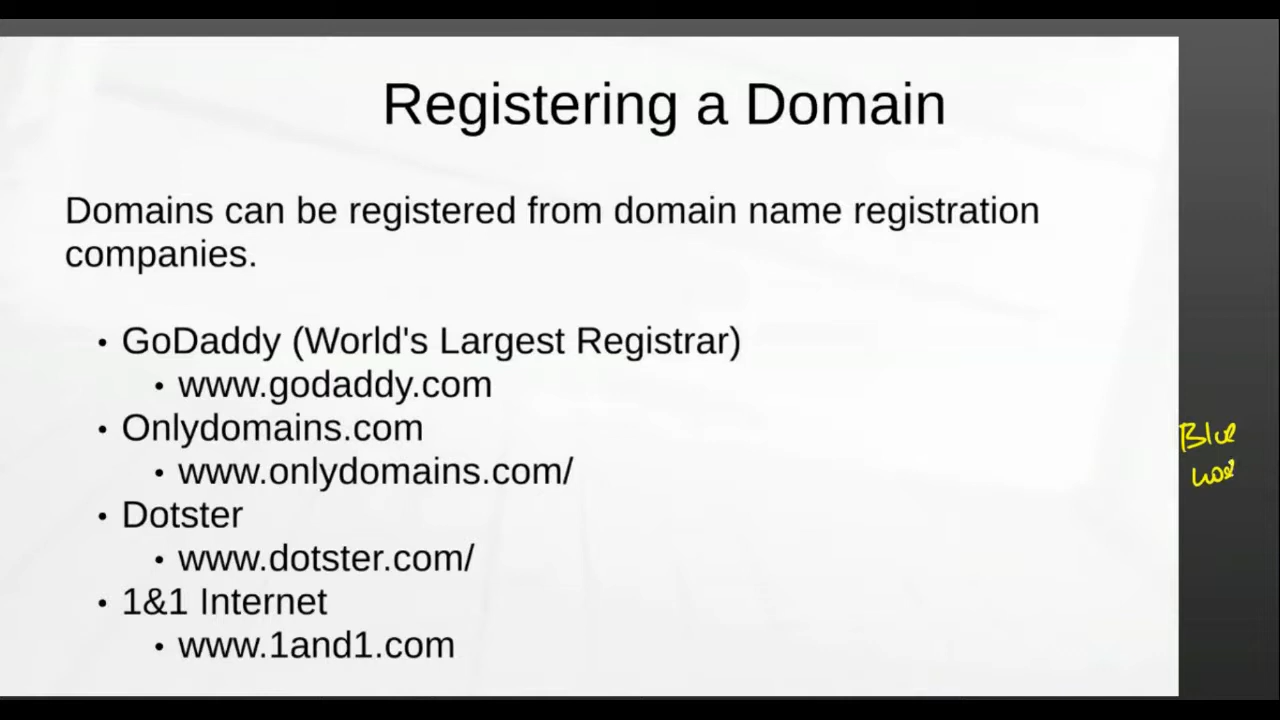 Registering a Domain
Domains can be registered from domain name registration
companies.
• GoDaddy (World's Largest Registrar)
• www.godaddy.com
• Onlydomains.com
• www.onlydomains.com/
• Dotster
• www.dotster.com/
• 1&1 Internet
• www.1and1.com
Blue